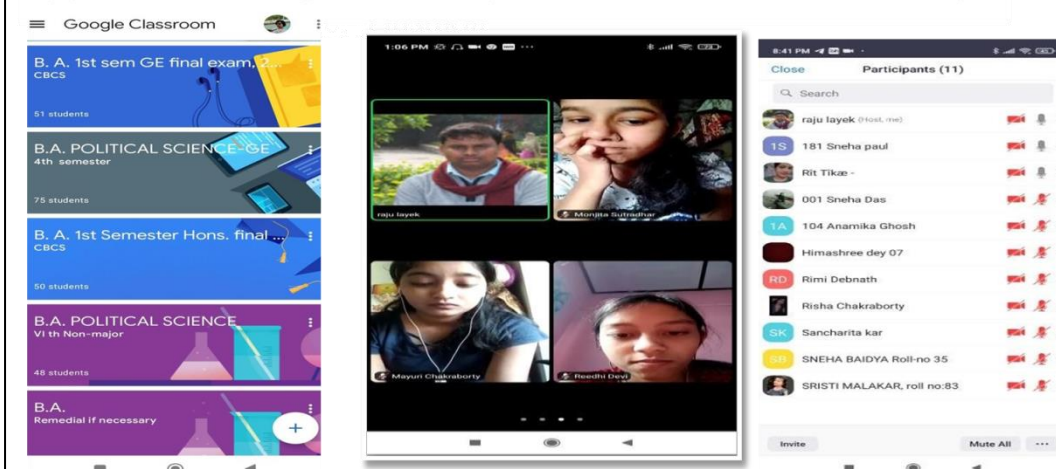 Google Classroom
B. A. 1st sem GE final exam, 2...
CBCS
51 students
B.A. POLITICAL SCIENCE-GE
4th semester
75 students
B. A. 1st Semester Hons. final ...
CBCS
50 students
B.A. POLITICAL SCIENCE
VI th Non-major
48 students
B.A.
Remedial if necessary
+
1:06 PM
raju layek
Monjita Sutradhar
Mayuri Chakraborty
Reedhi Devi
8:41 PM
Close Participants (11)
Search
raju layek (Host, me)
1S 181 Sneha paul
Rit Tikæ -
001 Sneha Das
1A 104 Anamika Ghosh
Himashree dey 07
RD Rimi Debnath
Risha Chakraborty
SK Sancharita kar
SB SNEHA BAIDYA Roll-no 35
SRISTI MALAKAR, roll no:83
Invite Mute All ...